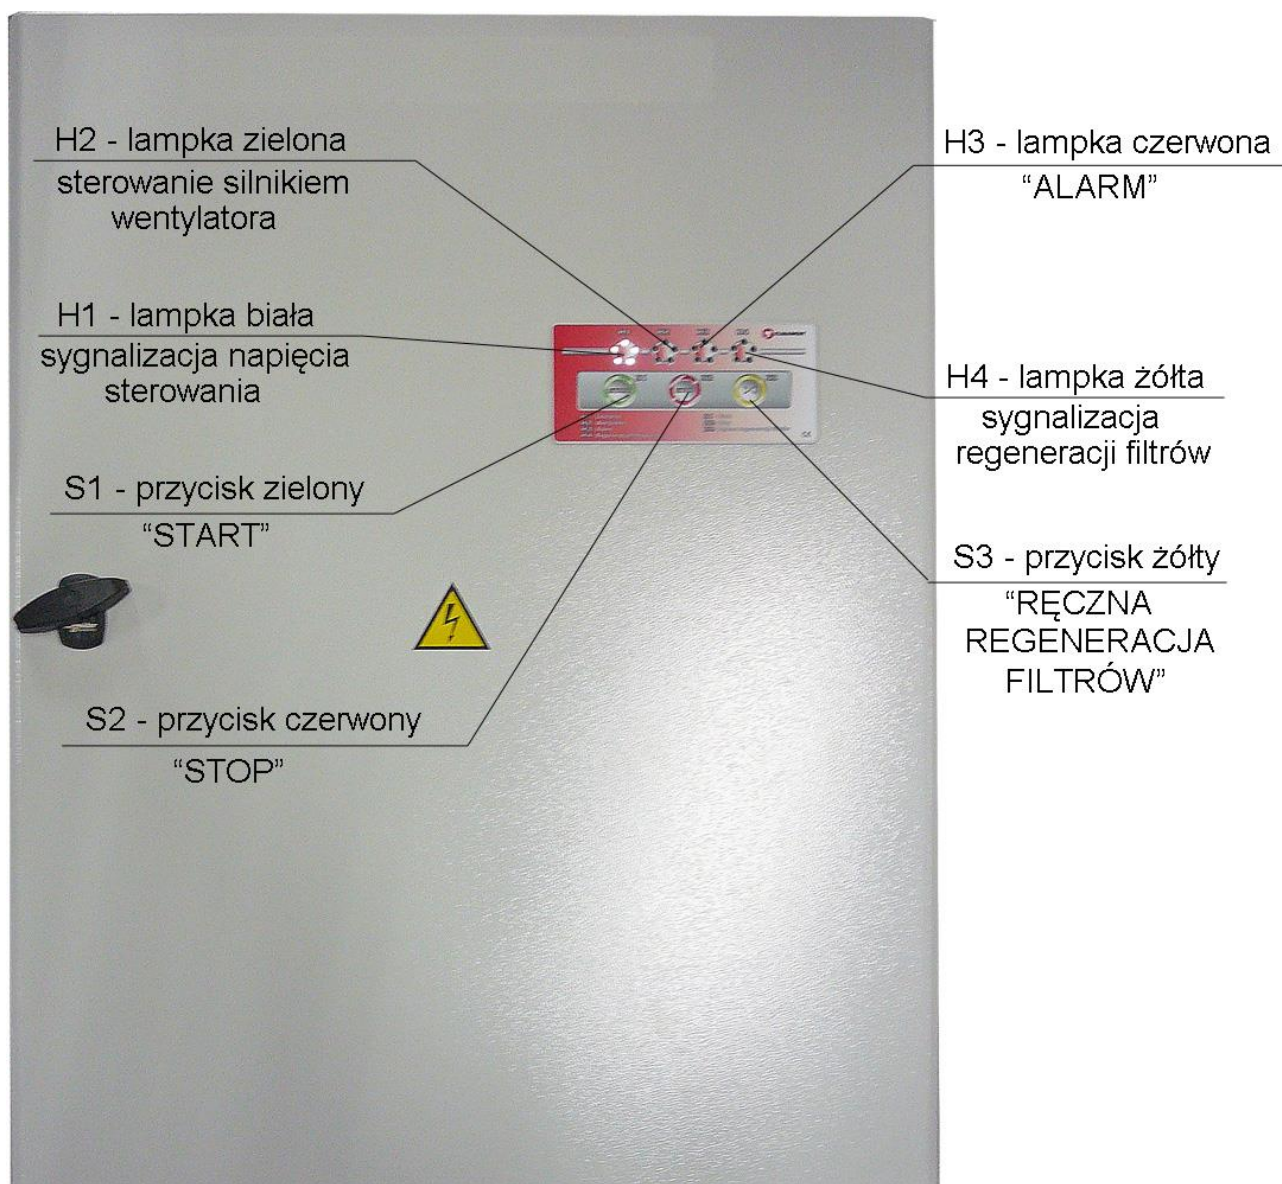 H2 - lampka zielona
sterowanie silnikiem
wentylatora
H3 - lampka czerwona
“ALARM”
H1 - lampka biała
sygnalizacja napięcia
sterowania
H4 - lampka żółta
sygnalizacja
regeneracji filtrów
S1 - przycisk zielony
“START”
S3 - przycisk żółty
“RĘCZNA
REGENERACJA
FILTRÓW”
S2 - przycisk czerwony
“STOP”